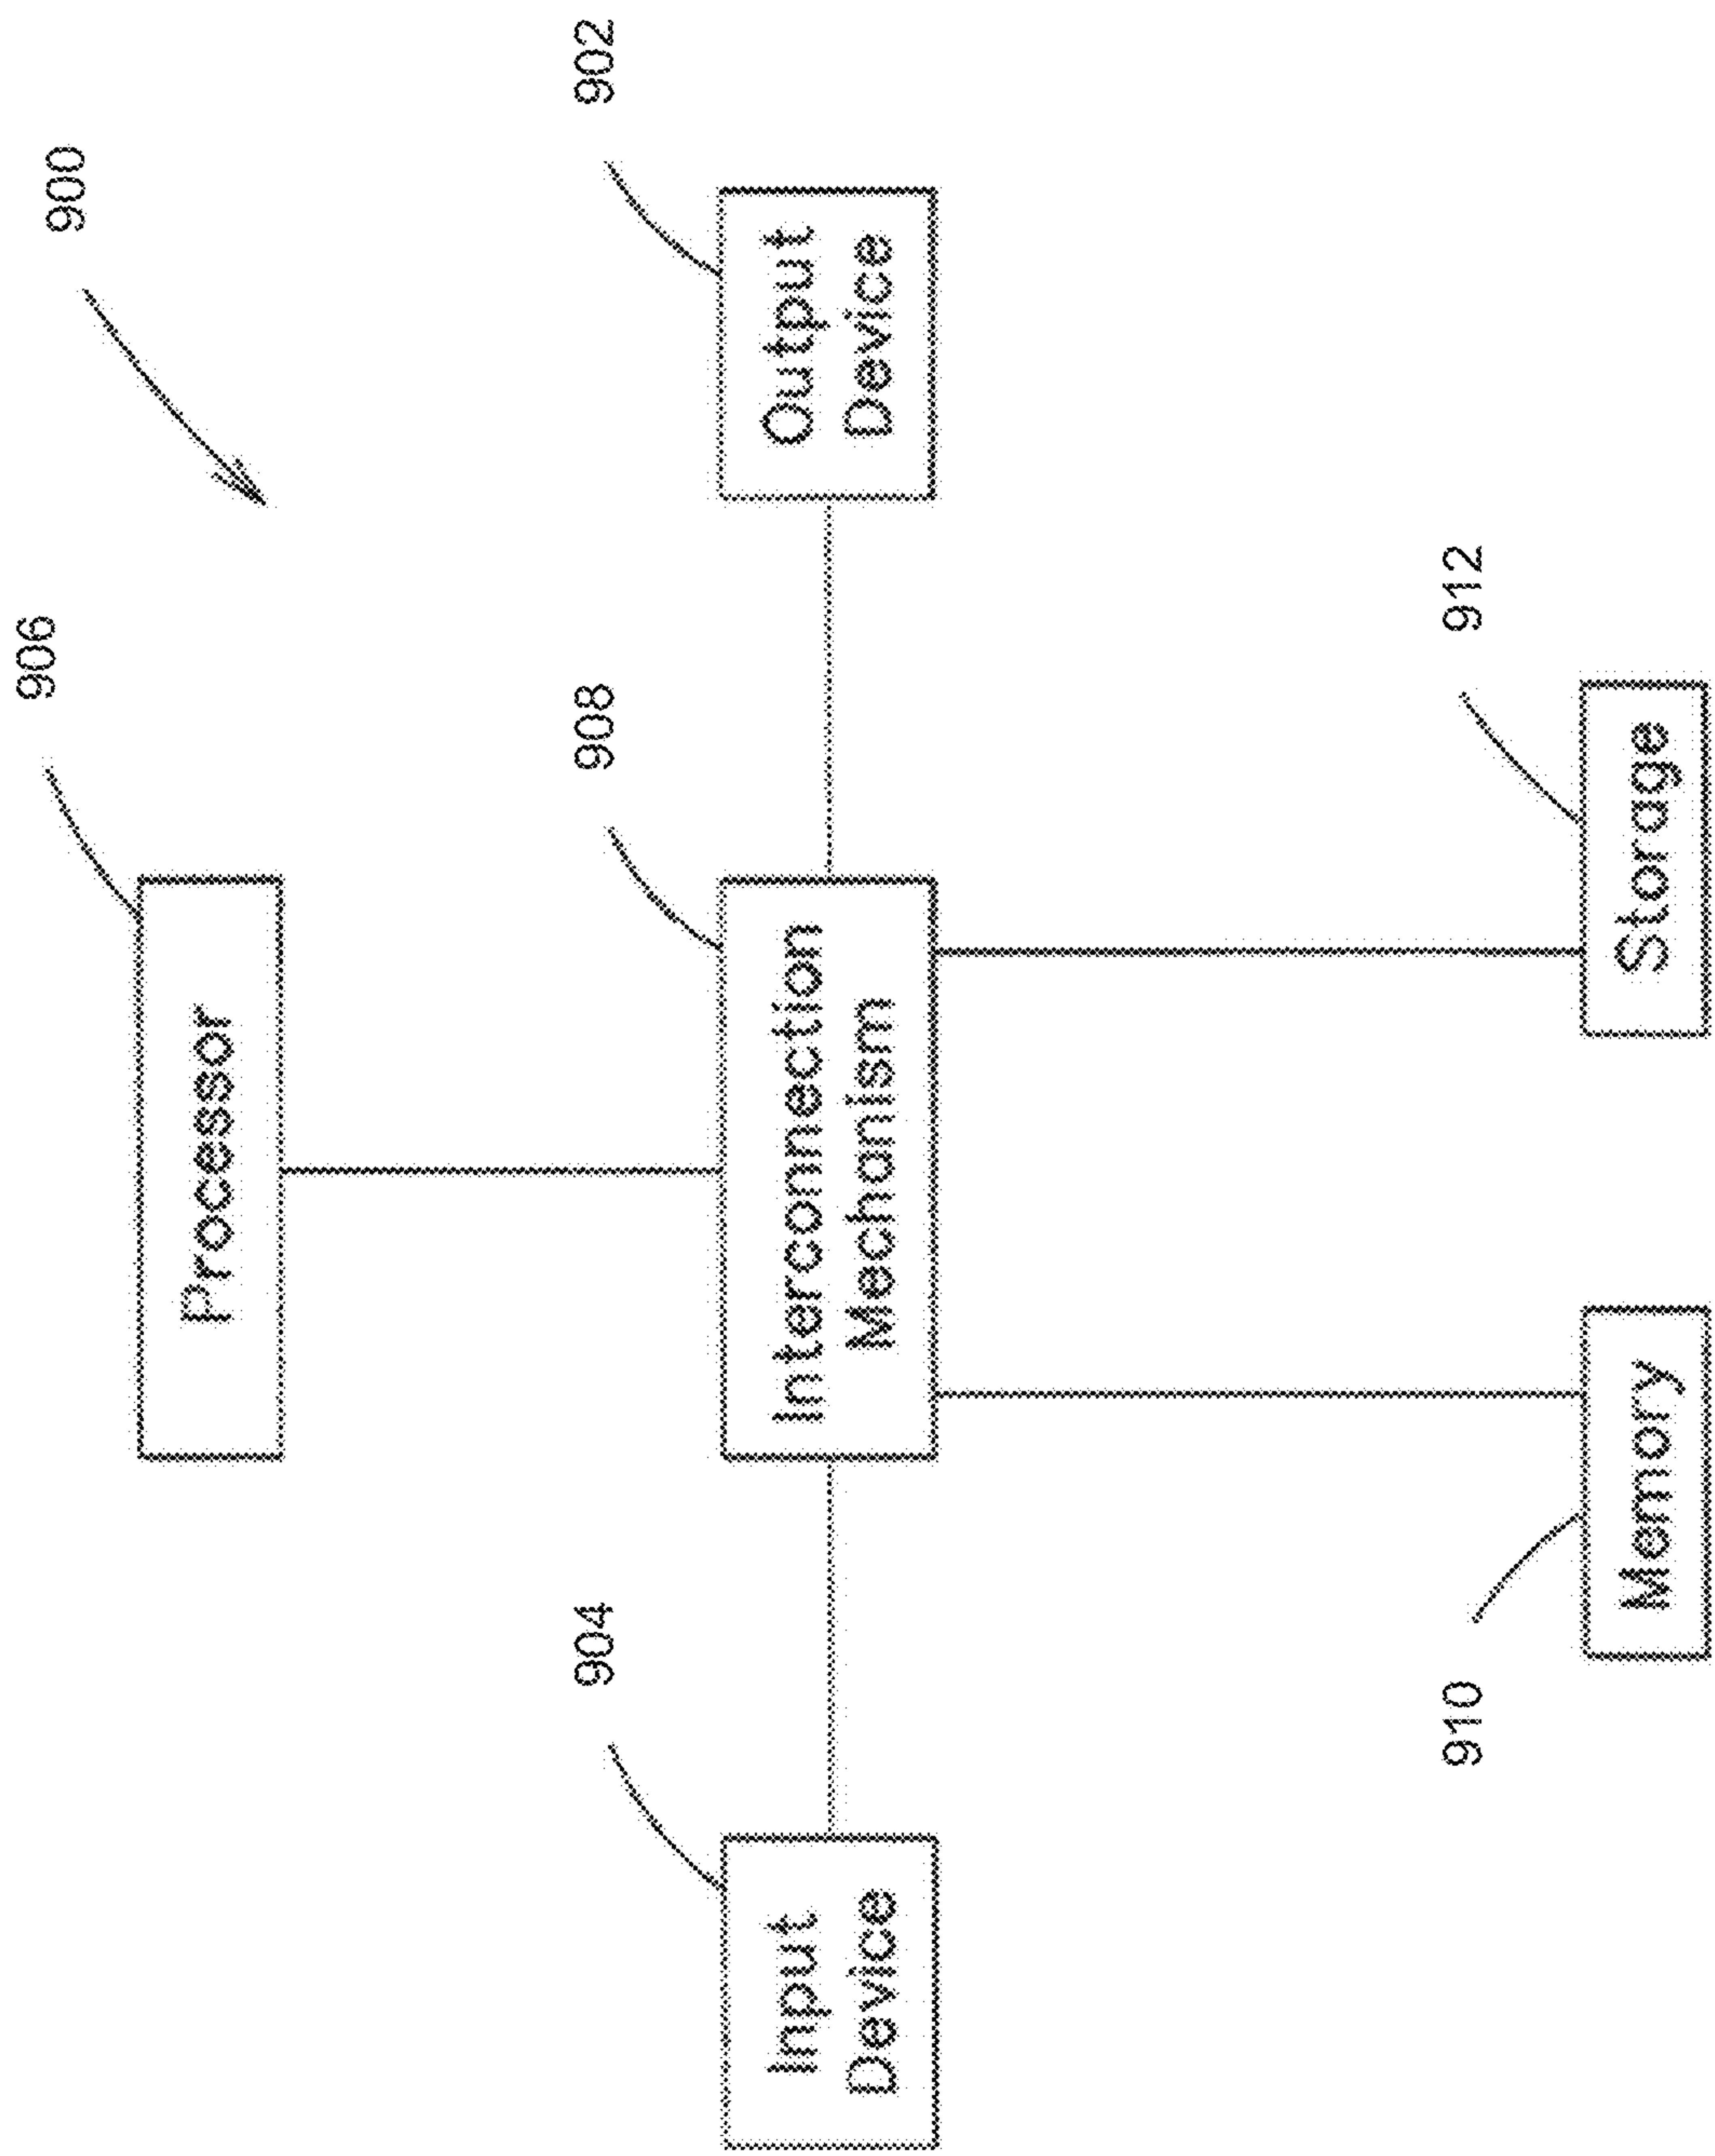 900
906
Processor
904
908
902
Input
Device
Interconnection
Mechanism
Output
Device
910
912
Memory
Storage